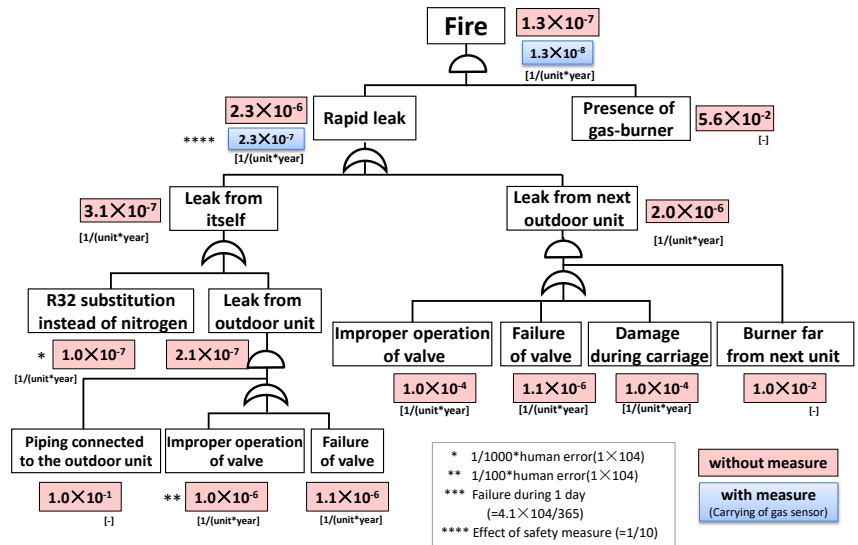 Fire
1.3×10-7
1.3×10-8
[1/(unit*year]
2.3×10-6
****
2.3×10-7
[1/(unit*year]
Rapid leak
Presence of
gas-burner
5.6×10-2
[-]
3.1×10-7
[1/(unit*year]
Leak from
itself
Leak from next
outdoor unit
2.0×10-6
[1/(unit*year]
R32 substitution
instead of nitrogen
Leak from
outdoor unit
* 1.0×10-7
[1/(unit*year]
2.1×10-7
Improper operation
of valve
Failure
of valve
Damage
during carriage
Burner far
from next unit
1.0×10-4
[1/(unit*year]
1.1×10-6
[1/(unit*year]
1.0×10-4
[1/(unit*year]
1.0×10-2
[-]
Piping connected
to the outdoor unit
Improper operation
of valve
Failure
of valve
1.0×10-1
[-]
** 1.0×10-6
[1/(unit*year]
1.1×10-6
[1/(unit*year]
* 1/1000*human error(1×104)
** 1/100*human error(1×104)
*** Failure during 1 day
(=4.1×104/365)
**** Effect of safety measure (=1/10)
without measure
with measure
(Carrying of gas sensor)